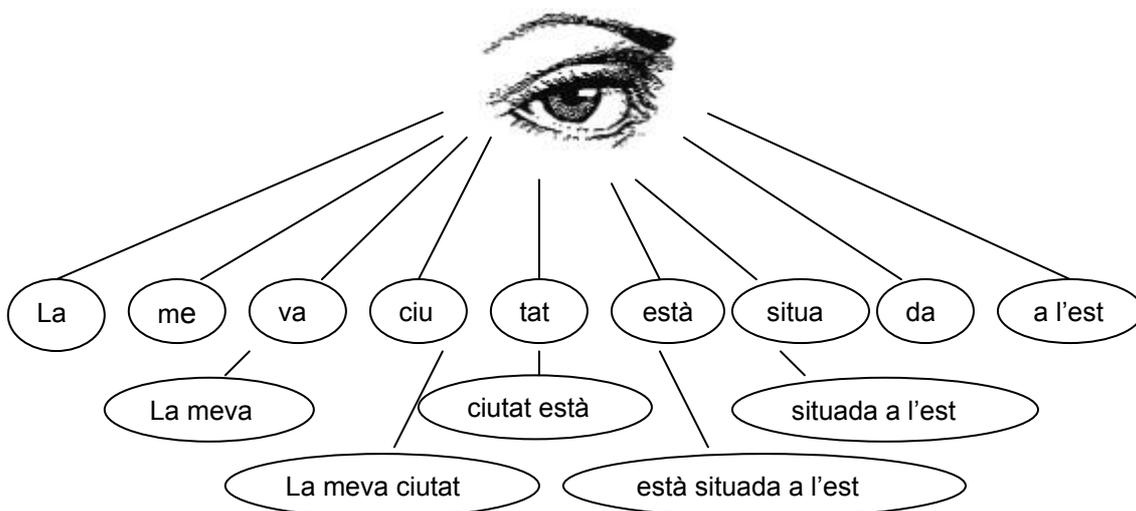 La me va ciu tat està situa da a l’est
La meva ciutat està situada a l’est
La meva ciutat està situada a l’est